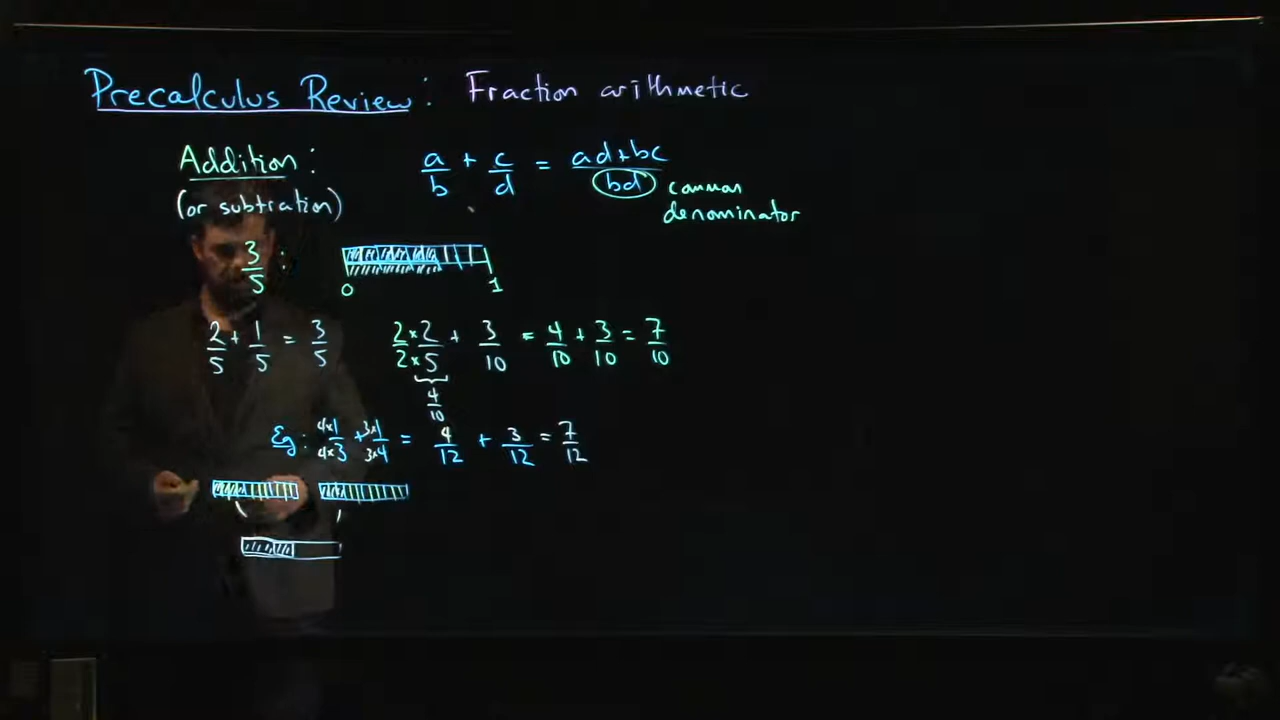 Precalculus Review: Fraction arithmetic
Addition: a/b + c/d = ad+bc/bd common denominator
(or subtration)
3/5: 0 1
2/5 + 1/5 = 3/5 2×2/2×5 + 3/10 = 4/10 + 3/10 = 7/10
4/10
Eg: 4×1/4×3 + 3×1/3×4 = 4/12 + 3/12 = 7/12